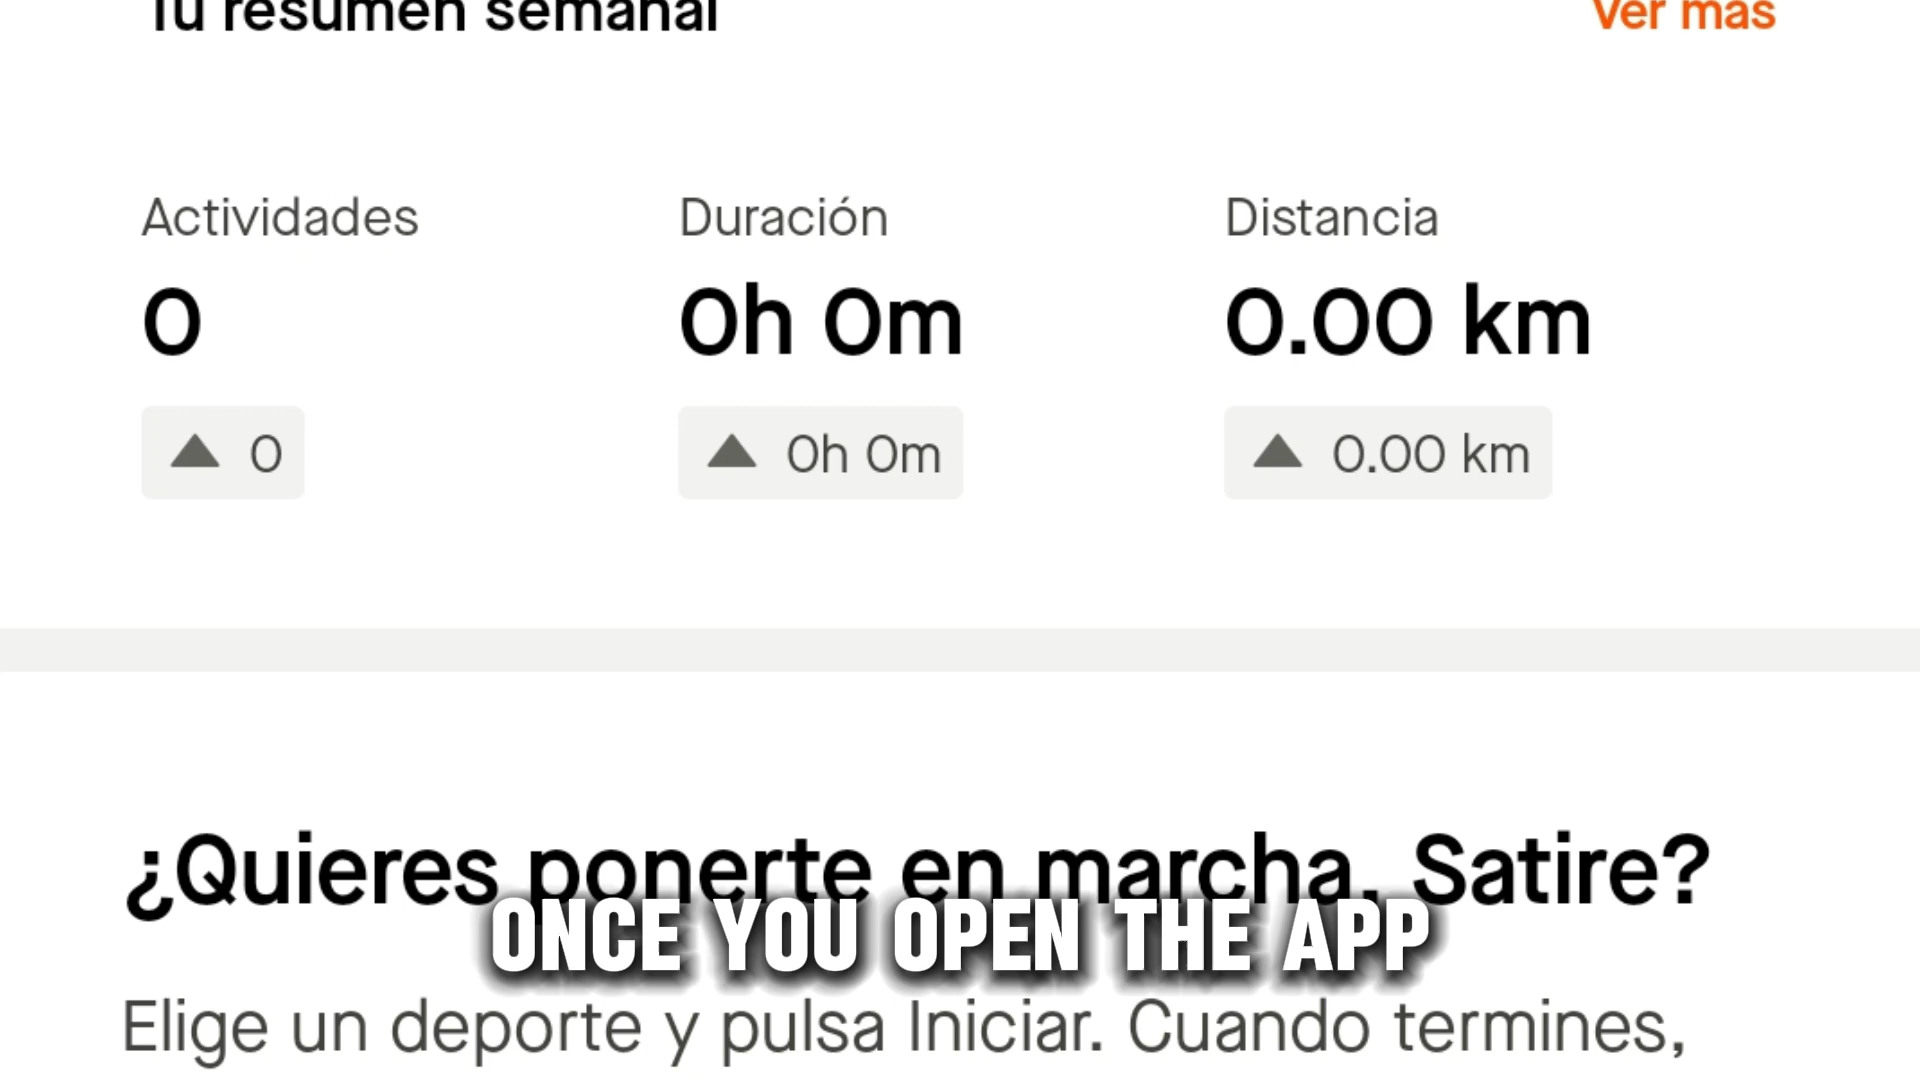 Tu resumen semanal
Ver más
Actividades
Duración
Distancia
0
0h 0m
0.00 km
▲ 0
▲ 0h 0m
▲ 0.00 km
¿Quieres ponerte en marcha, Satire?
ONCE YOU OPEN THE APP
Elige un deporte y pulsa Iniciar. Cuando termines,